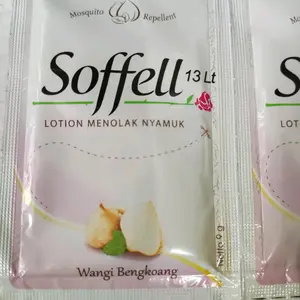 Mosquito Repellent
Soffell 13 Lt
LOTION MENOLAK NYAMUK
Wangi Bengkoang